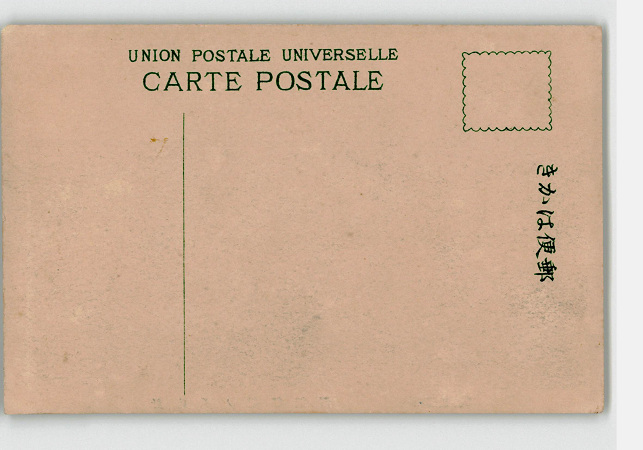 UNION POSTALE UNIVERSELLE
CARTE POSTALE
きかは便郵